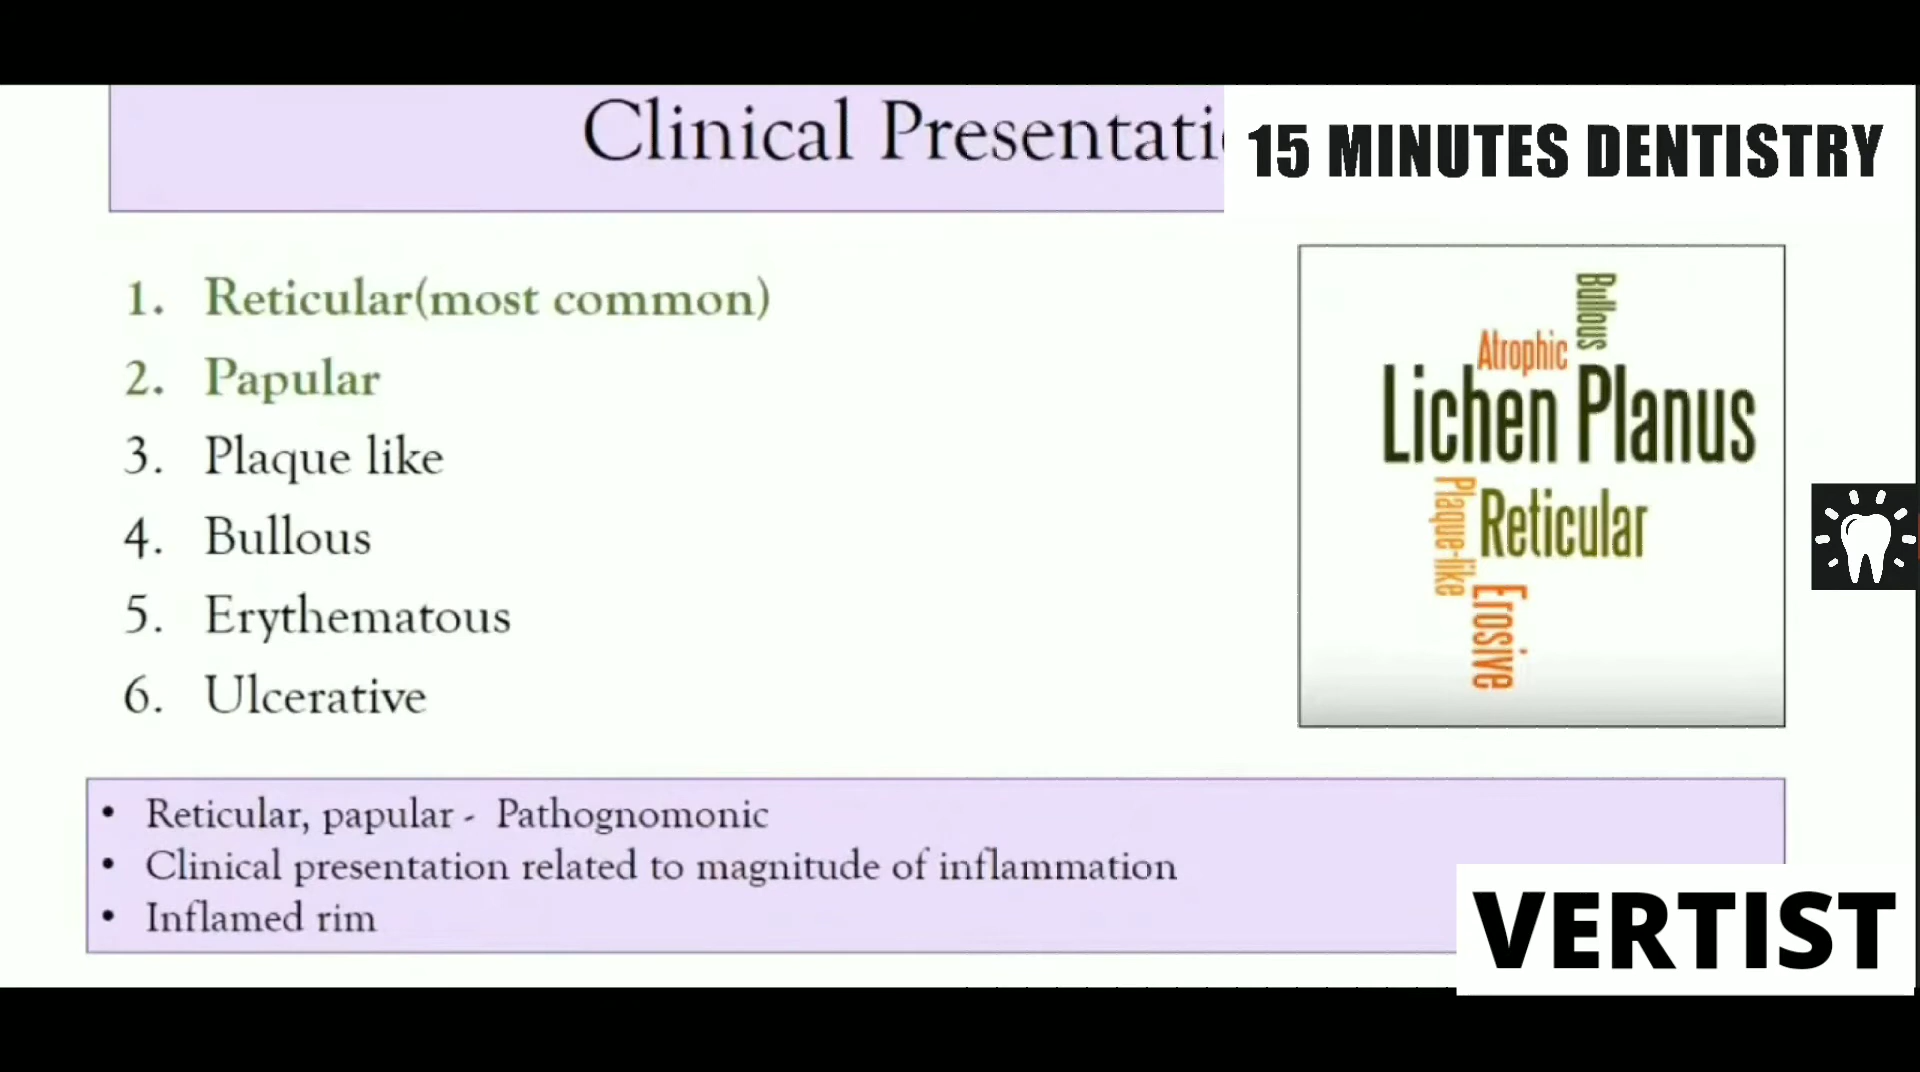 Clinical Presentati
15 MINUTES DENTISTRY
1. Reticular(most common)
2. Papular
3. Plaque like
4. Bullous
5. Erythematous
6. Ulcerative
Bullous
Atrophic
Lichen Planus
Plaque-like
Reticular
Erosive
• Reticular, papular - Pathognomonic
• Clinical presentation related to magnitude of inflammation
• Inflamed rim
VERTIST